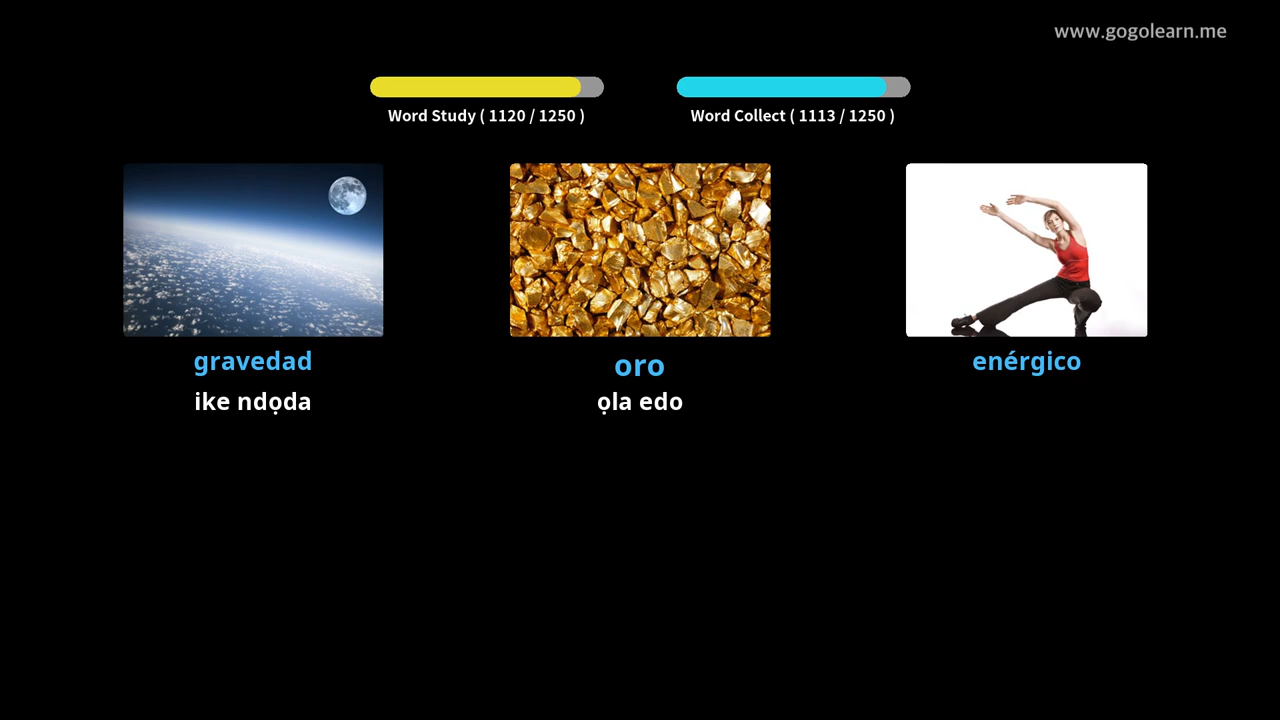 www.gogolearn.me
Word Study ( 1120 / 1250 )
Word Collect ( 1113 / 1250 )
gravedad
ike ndọda
oro
ọla edo
enérgico